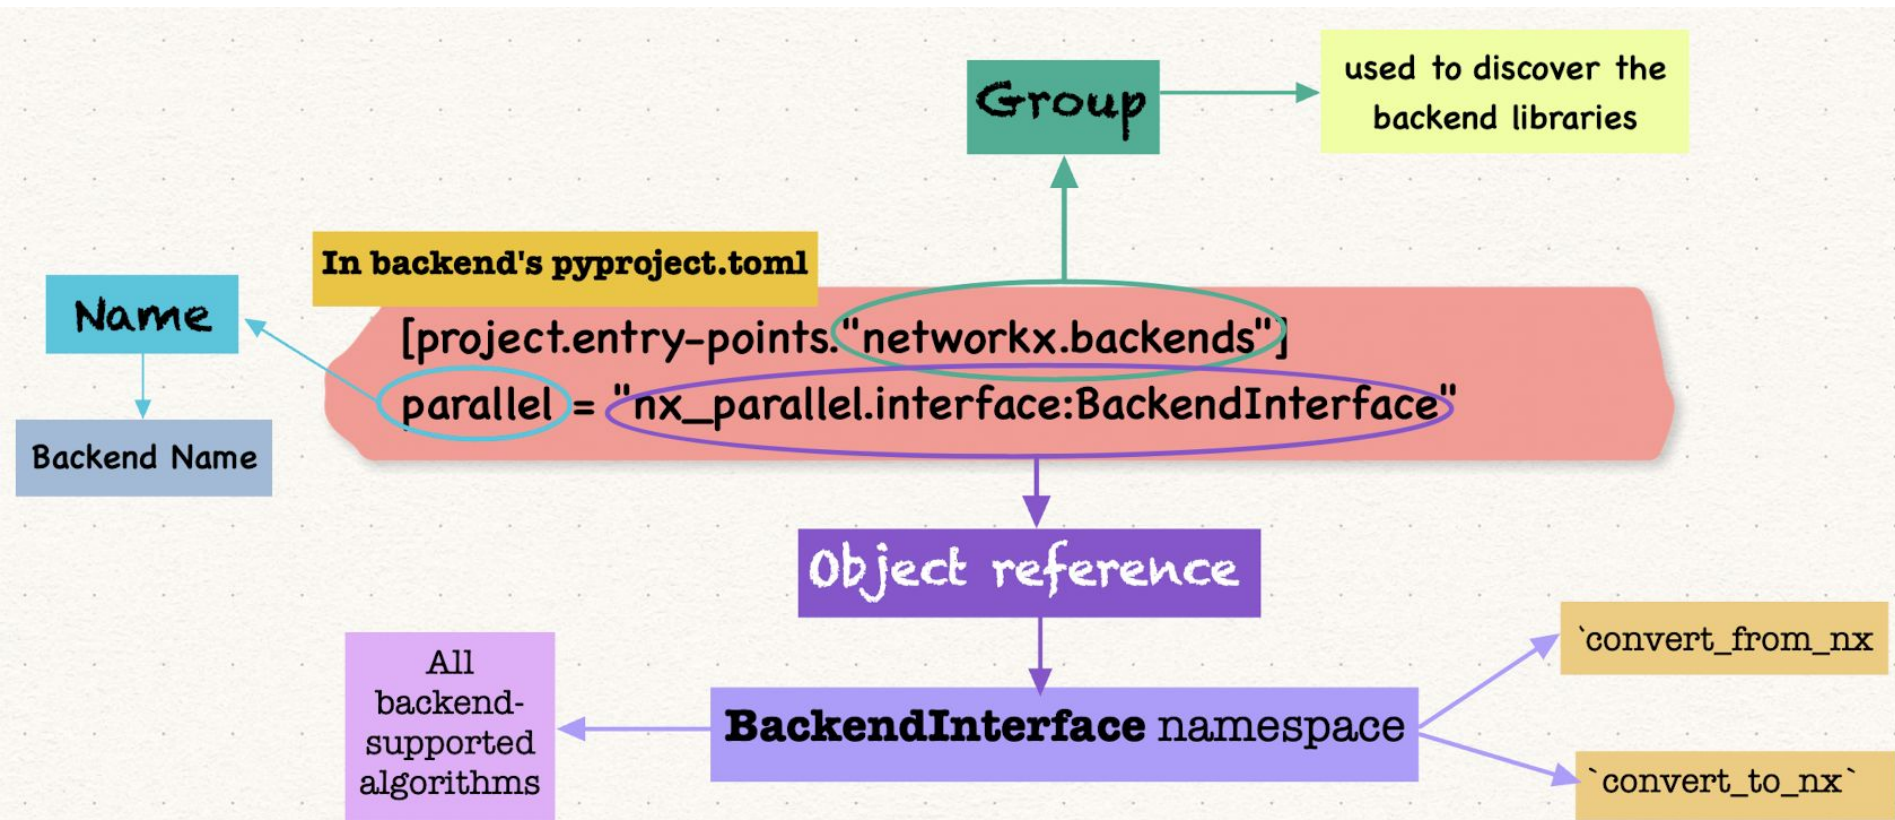 Group
used to discover the
backend libraries
In backend's pyproject.toml
Name
[project.entry-points."networkx.backends"]
parallel = "nx_parallel.interface:BackendInterface"
Backend Name
Object reference
All
backend-
supported
algorithms
BackendInterface namespace
`convert_from_nx
`convert_to_nx`